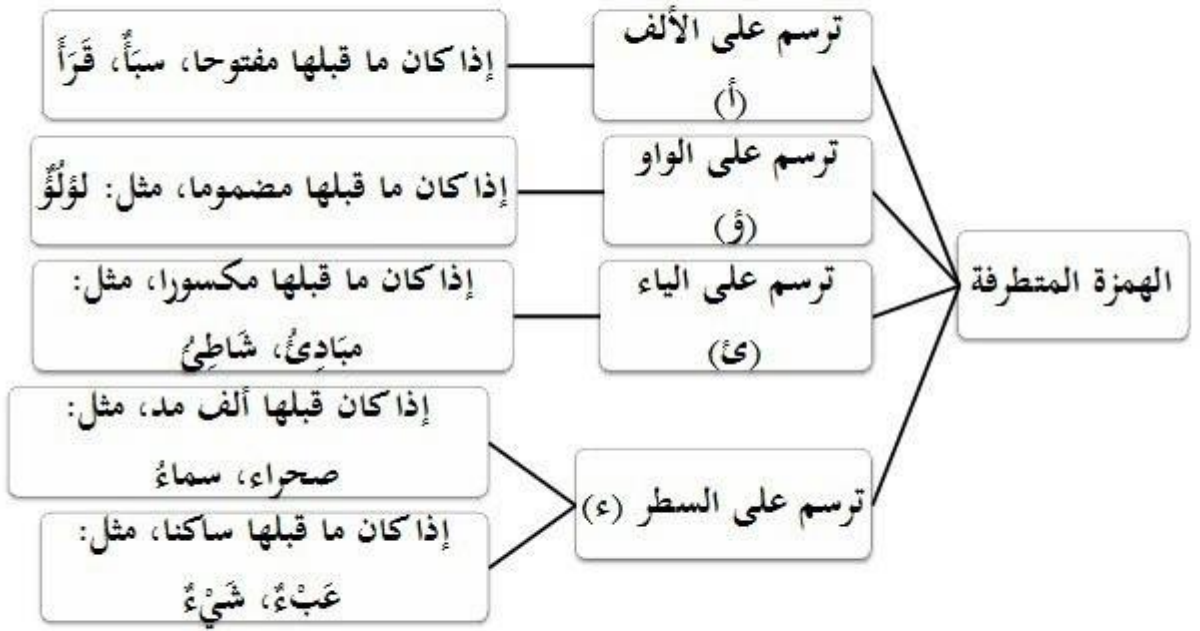 الهمزة المتطرفة
ترسم على الألف
(أ)
إذا كان ما قبلها مفتوحا، سبَأٌ، قَرَأَ
ترسم على الواو
(ؤ)
إذا كان ما قبلها مضموما، مثل: لؤلُؤٌ
ترسم على الياء
(ئ)
إذا كان ما قبلها مكسورا، مثل:
مبَادِئُ، شَاطِئُ
ترسم على السطر (ء)
إذا كان قبلها ألف مد، مثل:
صحراء، سماءُ
إذا كان ما قبلها ساكنا، مثل:
عَبْءٌ، شَيْءٌ